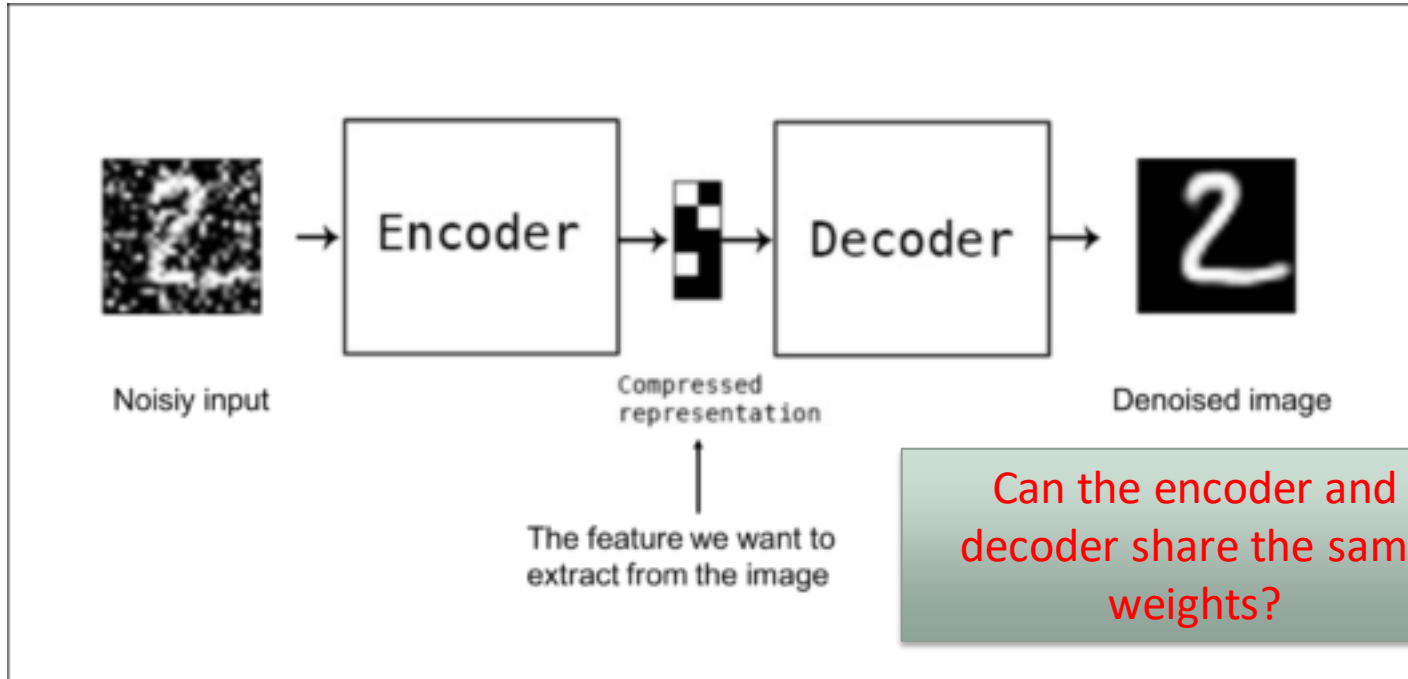 Encoder
Decoder
Noisiy input
Compressed
representation
Denoised image
The feature we want to
extract from the image
Can the encoder and
decoder share the sam
weights?